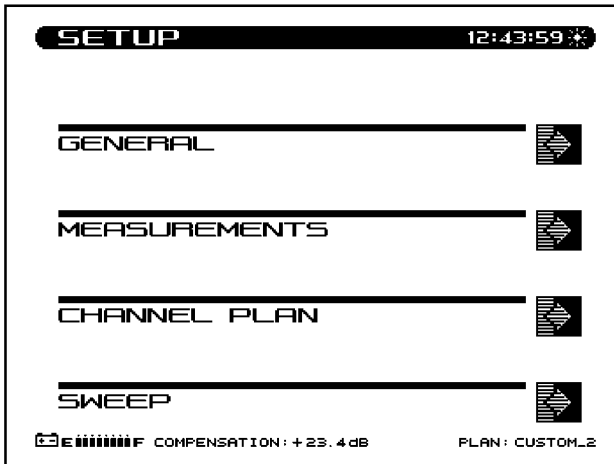 SETUP 12:43:59
GENERAL
MEASUREMENTS
CHANNEL PLAN
SWEEP
E F COMPENSATION:+23.4dB PLAN:CUSTOM_2